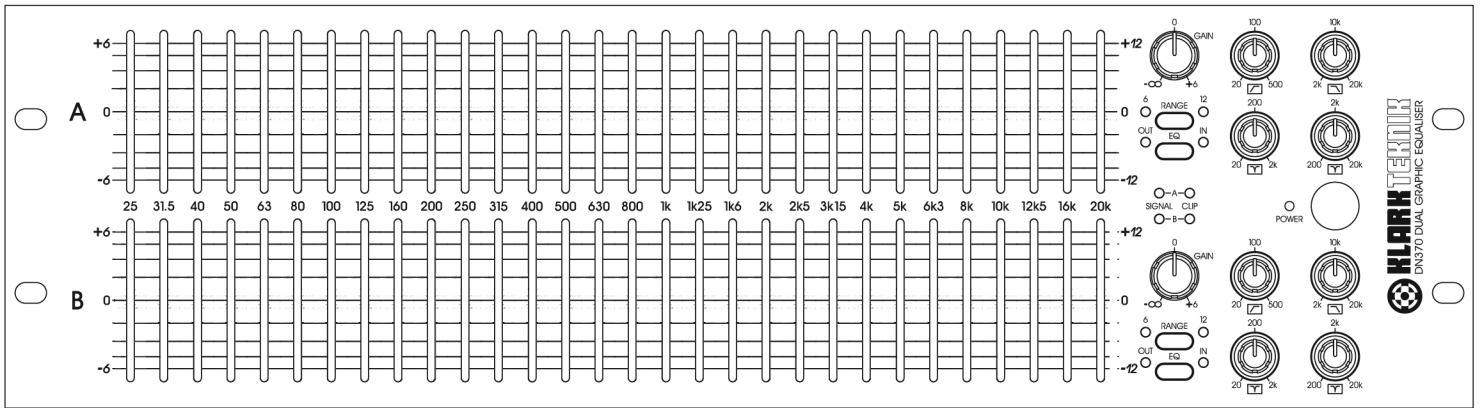 +6 +12
A 0 0
-6 -12
0 GAIN
-∞ +6
6 RANGE 12
OUT EQ IN
100
20 500
10k
2k 20k
200
20 2k
2k
200 20k
25 31.5 40 50 63 80 100 125 160 200 250 315 400 500 630 800 1k 1k25 1k6 2k 2k5 3k15 4k 5k 6k3 8k 10k 12k5 16k 20k
A
SIGNAL CLIP
B
POWER
+6 +12
B 0 0
-6 -12
0 GAIN
-∞ +6
6 RANGE 12
OUT EQ IN
100
20 500
10k
2k 20k
200
20 2k
2k
200 20k
KLARK TEKNIK
DN370 DUAL GRAPHIC EQUALISER